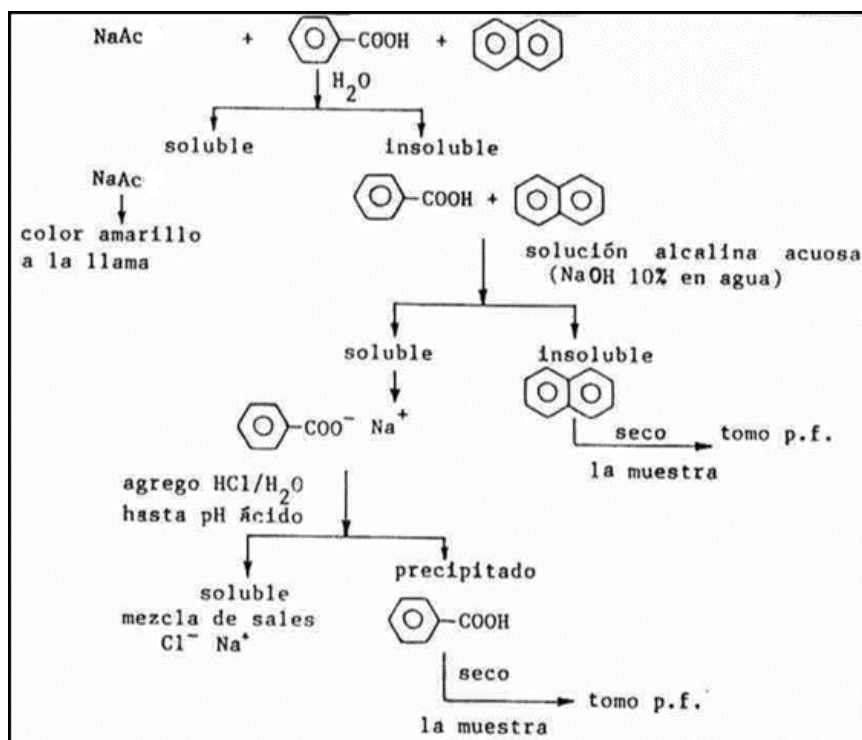 NaAc + COOH +
H2O
soluble insoluble
NaAc
COOH +
color amarillo
a la llama
solución alcalina acuosa
(NaOH 10% en agua)
soluble insoluble
COO⁻ Na⁺
seco tomo p.f.
la muestra
agrego HCl/H2O
hasta pH ácido
precipitado
soluble
mezcla de sales
Cl⁻ Na⁺
COOH
seco
tomo p.f.
la muestra